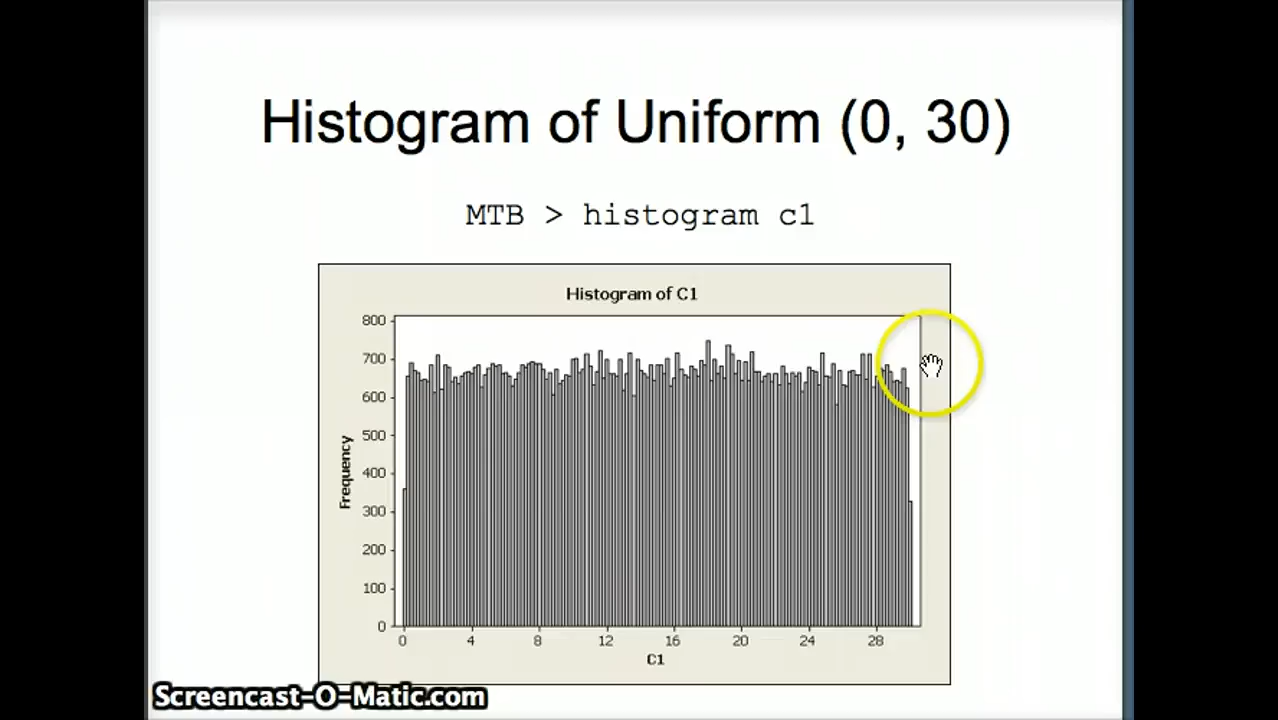 Histogram of Uniform (0, 30)
MTB > histogram c1
Histogram of C1
800
700
600
500
400
300
200
100
0
Frequency
0 4 8 12 16 20 24 28
C1
Screencast-O-Matic.com